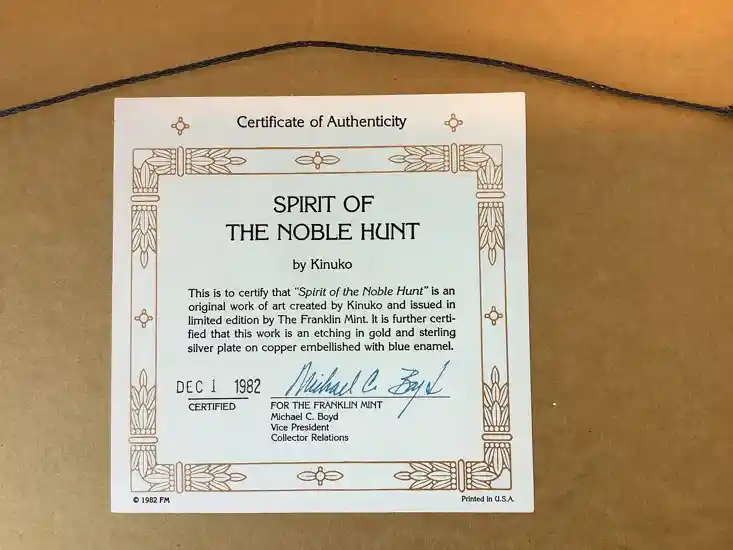 Certificate of Authenticity
SPIRIT OF
THE NOBLE HUNT
by Kinuko
This is to certify that "Spirit of the Noble Hunt" is an
original work of art created by Kinuko and issued in
limited edition by The Franklin Mint. It is further certi-
fied that this work is an etching in gold and sterling
silver plate on copper embellished with blue enamel.
DEC 1 1982
Michael C. Boyd
CERTIFIED
FOR THE FRANKLIN MINT
Michael C. Boyd
Vice President
Collector Relations
© 1982 FM
Printed in U.S.A.